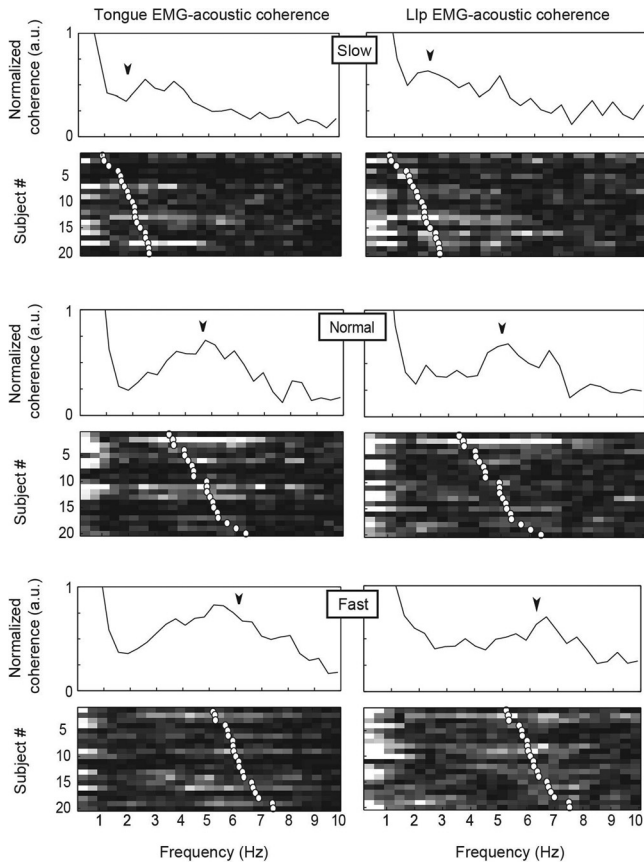 Tongue EMG-acoustic coherence
LIp EMG-acoustic coherence
Slow
Normalized
coherence (a.u.)
1
0
Subject #
5
10
15
20
Normal
Normalized
coherence (a.u.)
1
0
Subject #
5
10
15
20
Fast
Normalized
coherence (a.u.)
1
0
Subject #
5
10
15
20
1 2 3 4 5 6 7 8 9 10
1 2 3 4 5 6 7 8 9 10
Frequency (Hz)
Frequency (Hz)